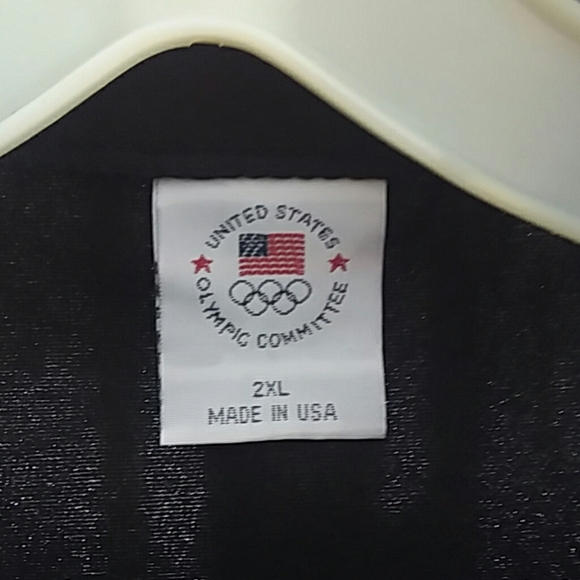 UNITED STATES
OLYMPIC COMMITTEE
2XL
MADE IN USA